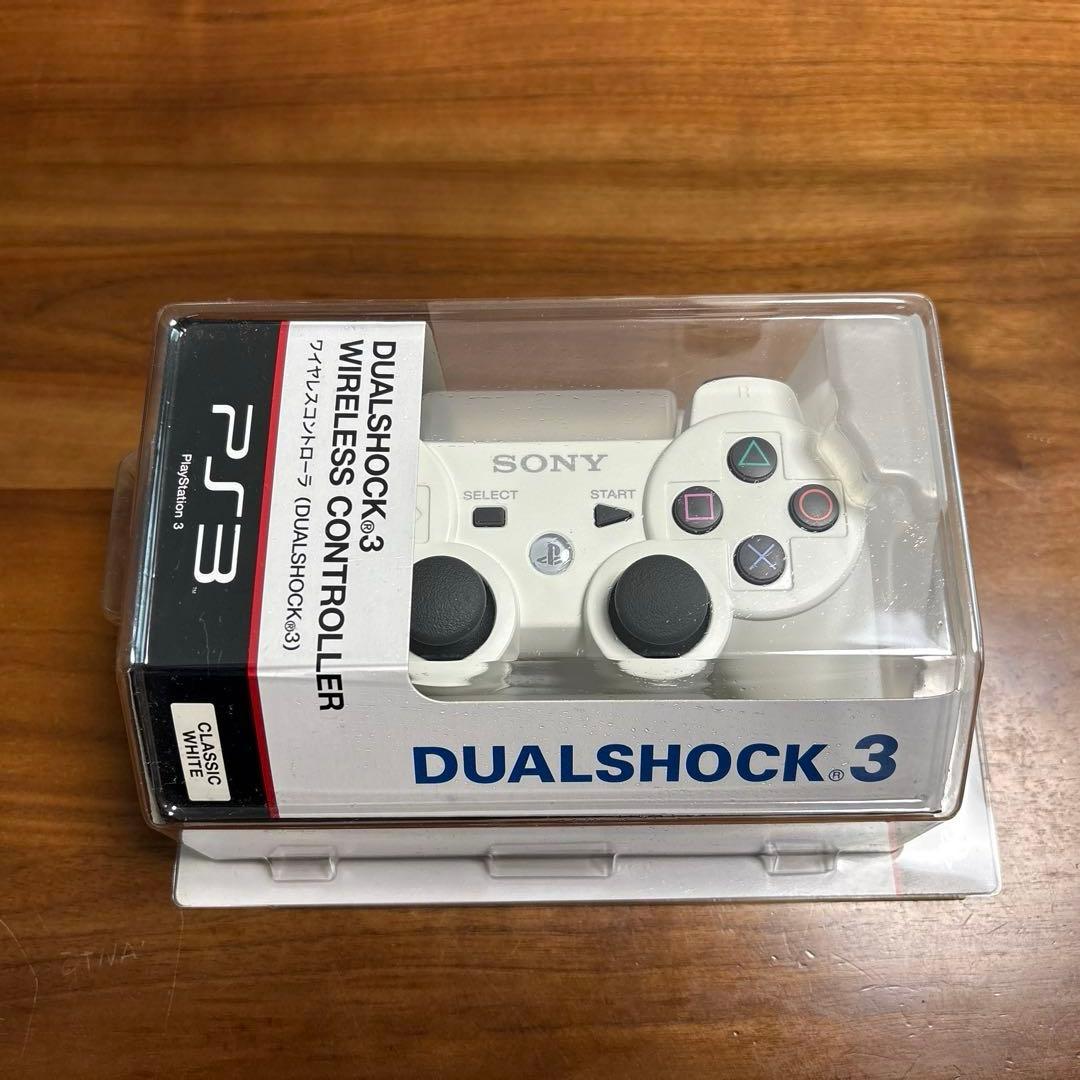 PS3™
PlayStation 3
DUALSHOCK®3
WIRELESS CONTROLLER
ワイヤレスコントローラ (DUALSHOCK®3)
CLASSIC
WHITE
R
SONY
SELECT
START
DUALSHOCK®3